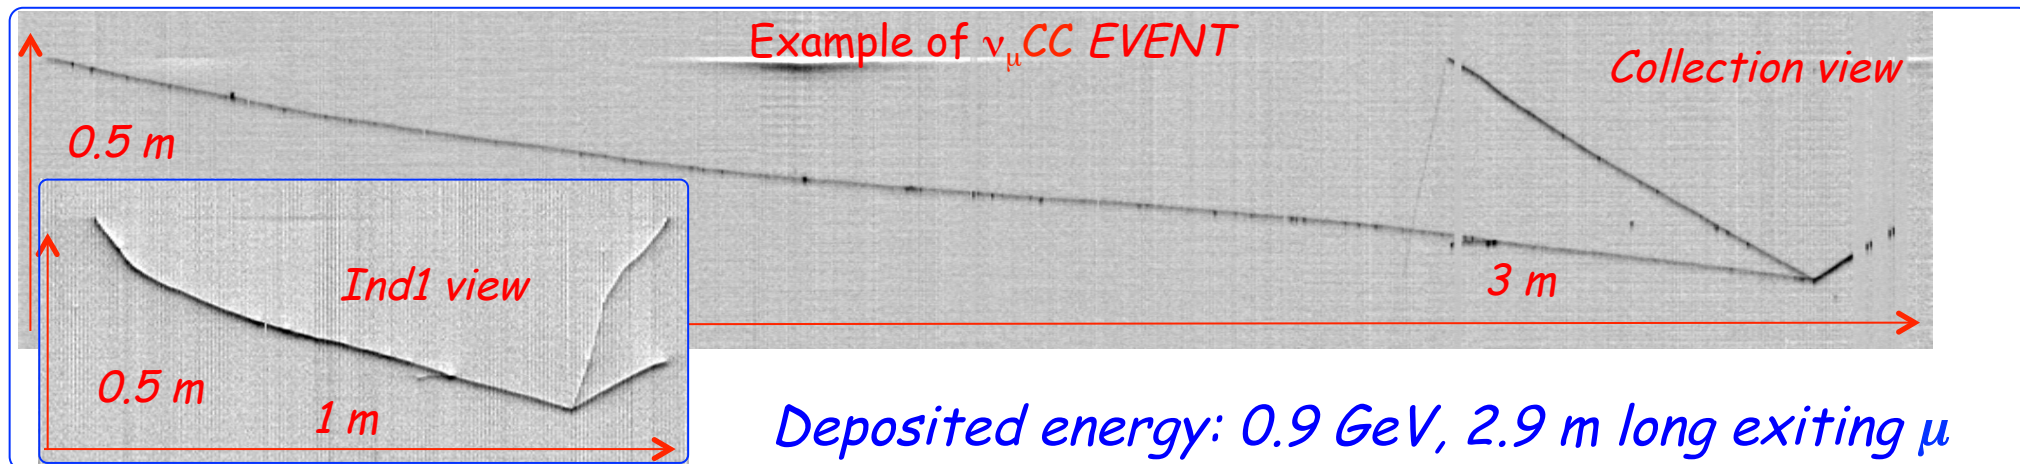 Example of νμCC EVENT
Collection view
0.5 m
Ind1 view
3 m
0.5 m
1 m
Deposited energy: 0.9 GeV, 2.9 m long exiting μ